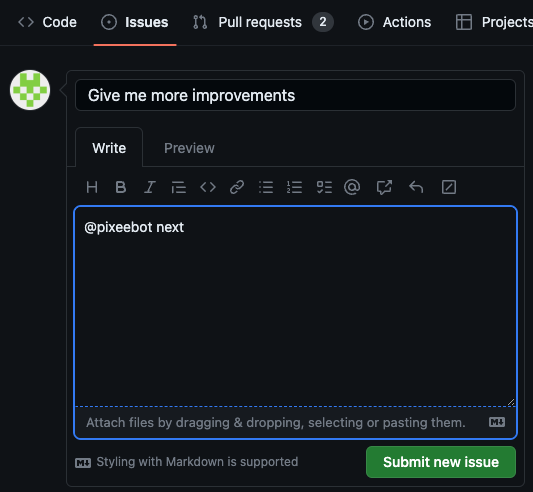 Code Issues Pull requests 2 Actions Projects
Give me more improvements
Write Preview
@pixeebot next
Attach files by dragging & dropping, selecting or pasting them.
Styling with Markdown is supported
Submit new issue